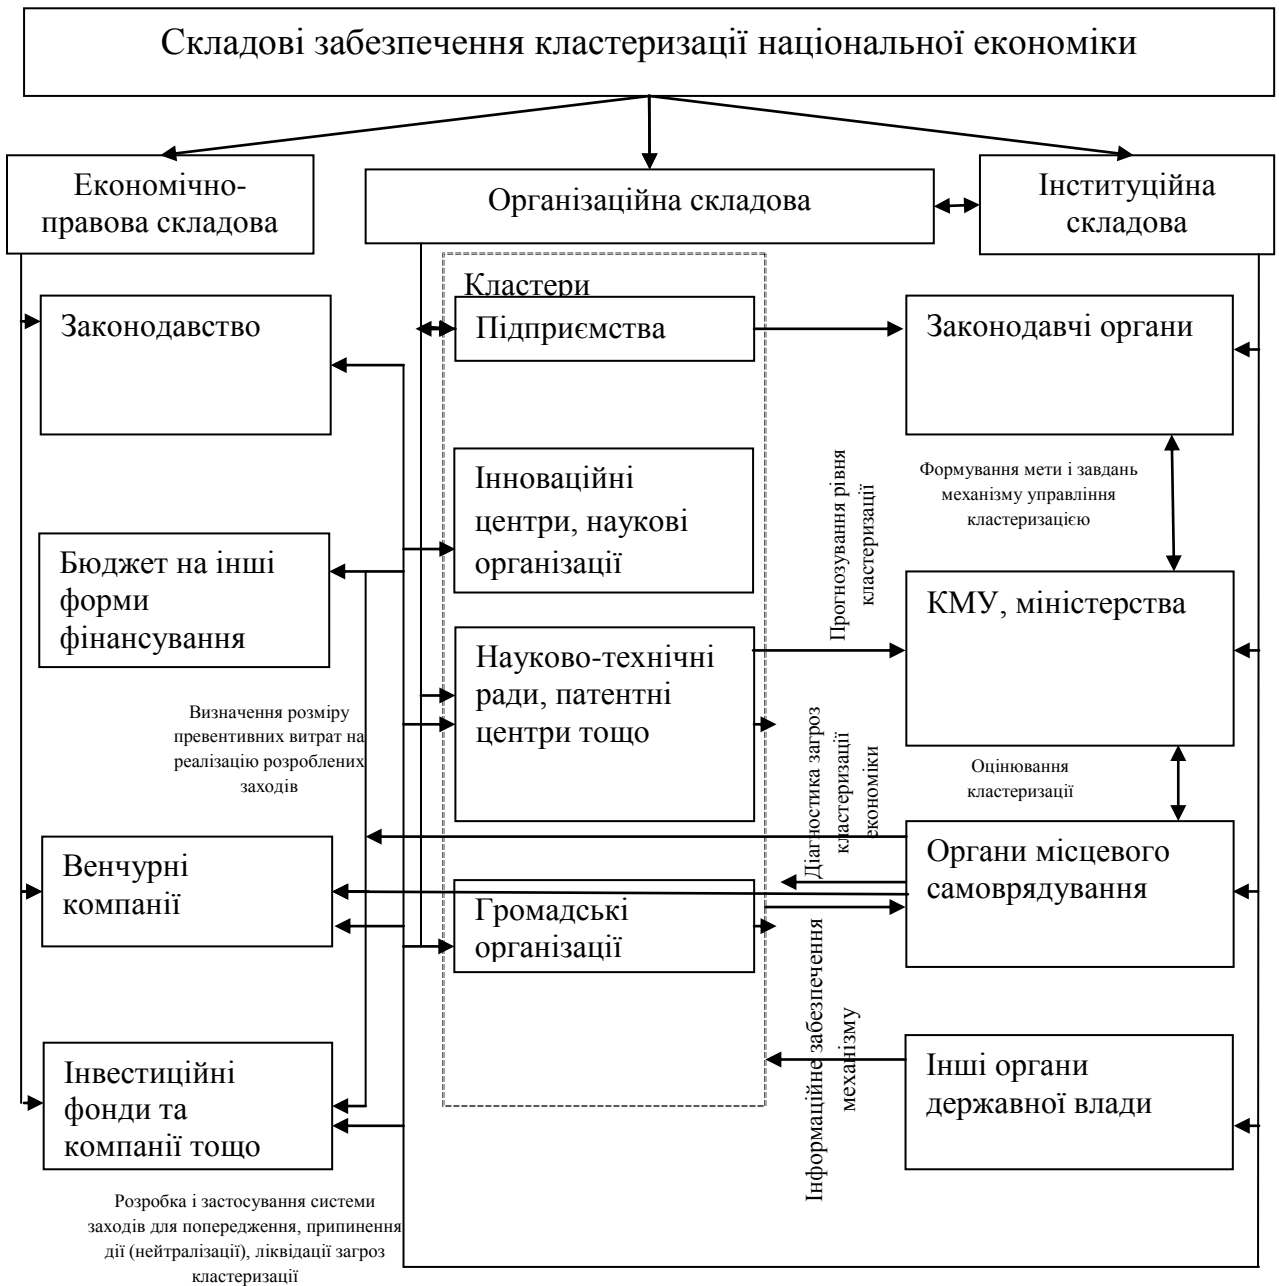 Складові забезпечення кластеризації національної економіки
Економічно-
правова складова
Організаційна складова
Інституційна
складова
Кластери
Законодавство
Підприємства
Законодавчі органи
Інноваційні
центри, наукові
організації
Прогнозування рівня
кластеризації
Формування мети і завдань
механізму управління
кластеризацією
Бюджет на інші
форми
фінансування
КМУ, міністерства
Науково-технічні
ради, патентні
центри тощо
Визначення розміру
превентивних витрат на
реалізацію розроблених
заходів
Діагностика загроз
кластеризації
економіки
Оцінювання
кластеризації
Венчурні
компанії
Громадські
організації
Органи місцевого
самоврядування
Інформаційне забезпечення
механізму
Інвестиційні
фонди та
компанії тощо
Інші органи
державної влади
Розробка і застосування системи
заходів для попередження, припинення
дії (нейтралізації), ліквідації загроз
кластеризації